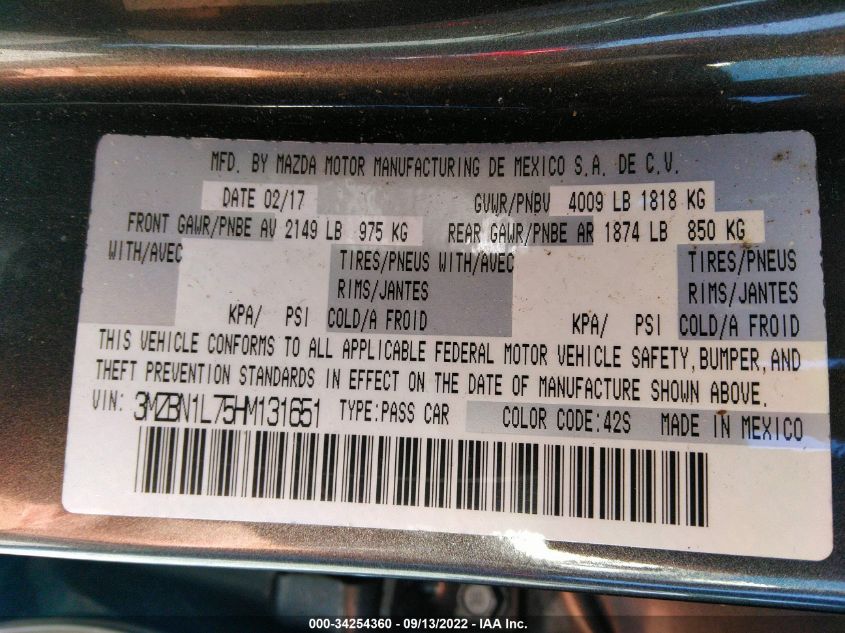 MFD. BY MAZDA MOTOR MANUFACTURING DE MEXICO S.A. DE C.V.
DATE 02/17 GVWR/PNBV 4009 LB 1818 KG
FRONT GAWR/PNBE AV 2149 LB 975 KG REAR GAWR/PNBE AR 1874 LB 850 KG
WITH/AVEC TIRES/PNEUS WITH/AVEC TIRES/PNEUS
RIMS/JANTES RIMS/JANTES
KPA/ PSI COLD/A FROID KPA/ PSI COLD/A FROID
THIS VEHICLE CONFORMS TO ALL APPLICABLE FEDERAL MOTOR VEHICLE SAFETY, BUMPER, AND
THEFT PREVENTION STANDARDS IN EFFECT ON THE DATE OF MANUFACTURE SHOWN ABOVE.
VIN: 3MZBN1L75HM131651 TYPE:PASS CAR COLOR CODE:42S MADE IN MEXICO
000-34254360 - 09/13/2022 - IAA Inc.